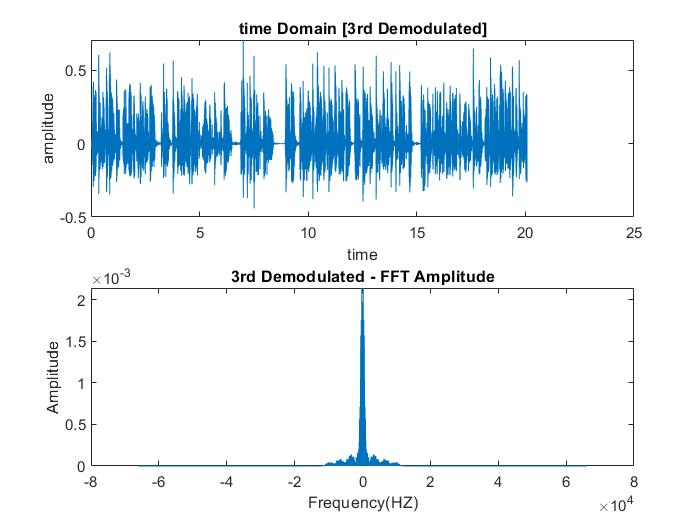 time Domain [3rd Demodulated]
0.5
0
-0.5
amplitude
0 5 10 15 20 25
time
×10⁻³
3rd Demodulated - FFT Amplitude
2
1.5
1
0.5
0
Amplitude
-8 -6 -4 -2 0 2 4 6 8
Frequency(HZ)
×10⁴